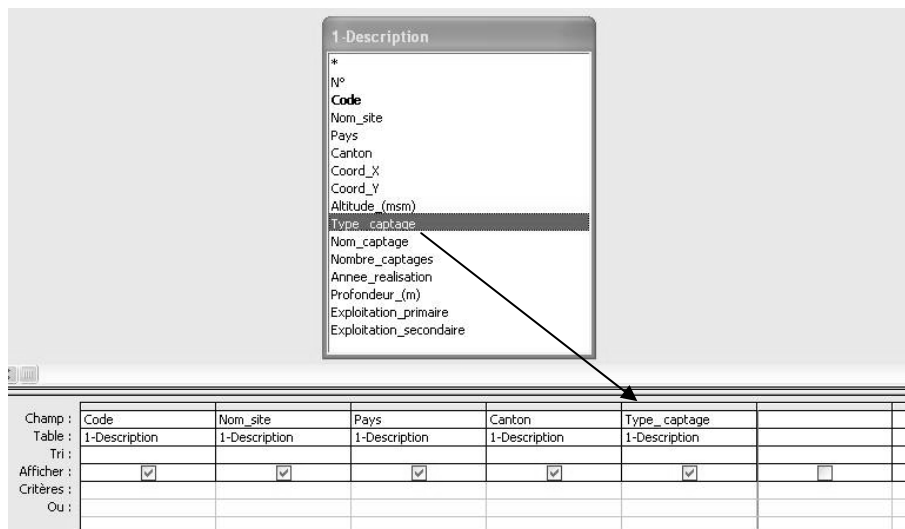 1-Description
*
N°
Code
Nom_site
Pays
Canton
Coord_X
Coord_Y
Altitude_(msm)
Type_captage
Nom_captage
Nombre_captages
Annee_realisation
Profondeur_(m)
Exploitation_primaire
Exploitation_secondaire
Champ : Code Nom_site Pays Canton Type_captage
Table : 1-Description 1-Description 1-Description 1-Description 1-Description
Tri :
Afficher :
Critères :
Ou :